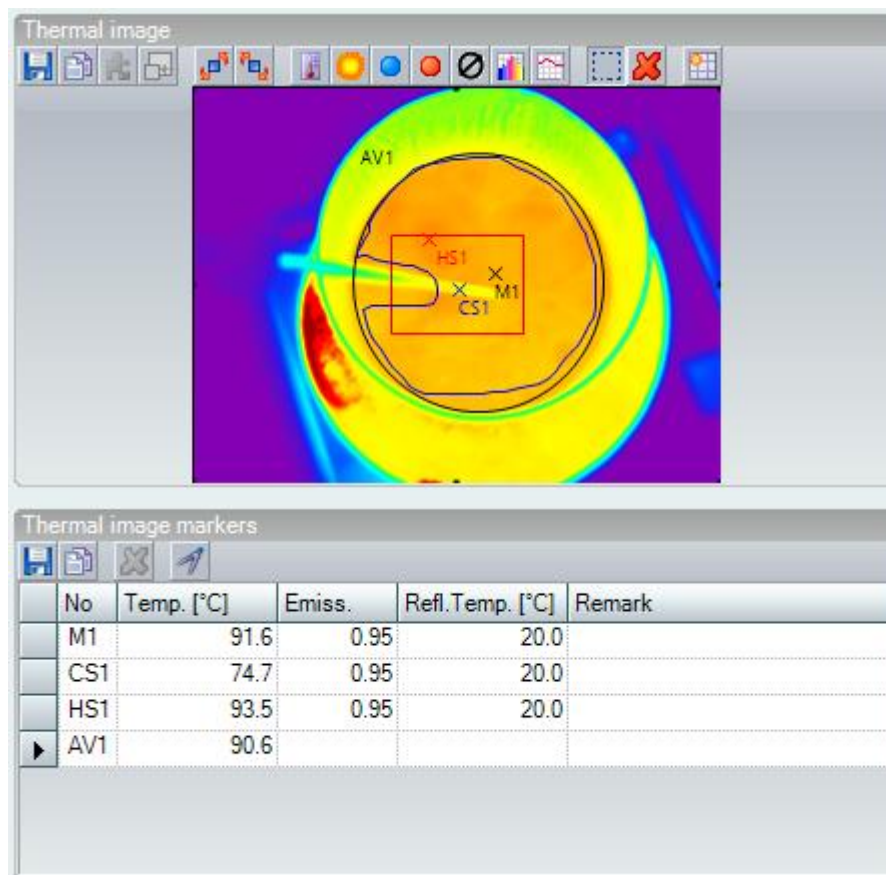 Thermal image
AV1
HS1
M1
CS1
Thermal image markers
No Temp. [°C] Emiss. Refl.Temp. [°C] Remark
M1 91.6 0.95 20.0
CS1 74.7 0.95 20.0
HS1 93.5 0.95 20.0
AV1 90.6